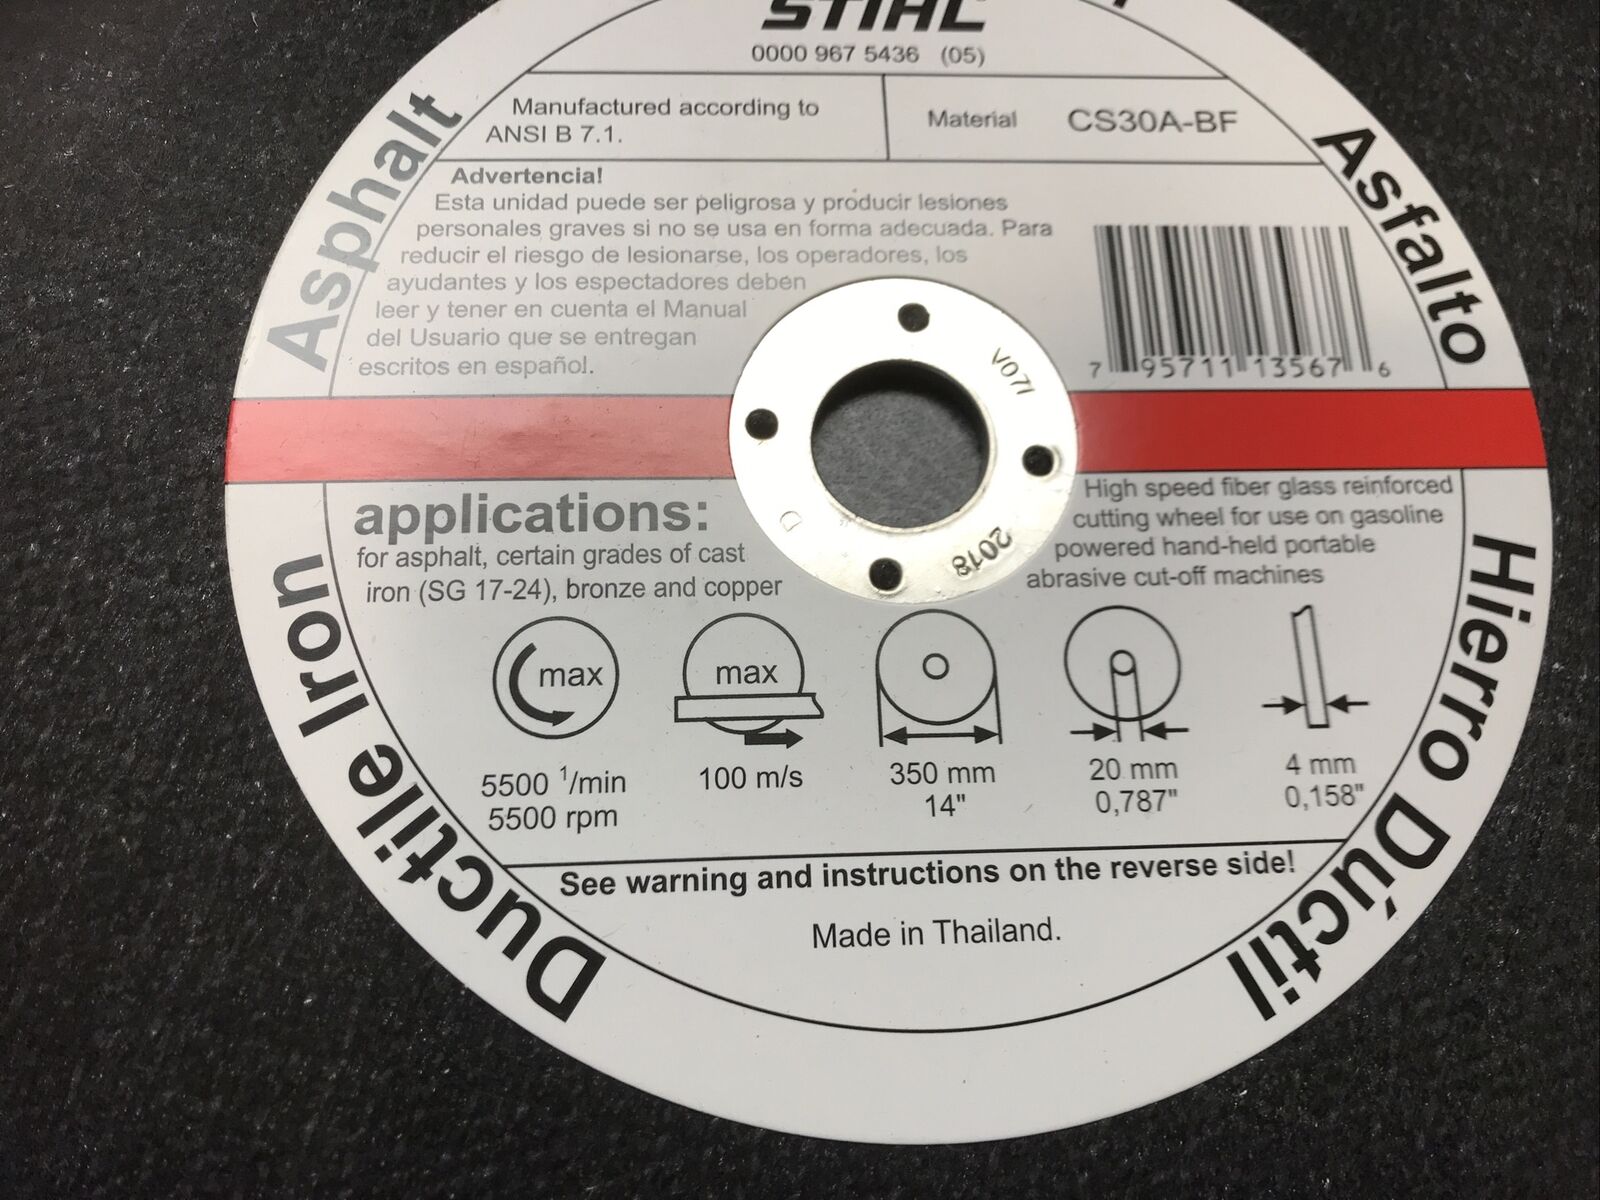 STIHL
0000 967 5436 (05)
Manufactured according to
ANSI B 7.1.
Material CS30A-BF
Asphalt
Asfalto
Advertencia!
Esta unidad puede ser peligrosa y producir lesiones
personales graves si no se usa en forma adecuada. Para
reducir el riesgo de lesionarse, los operadores, los
ayudantes y los espectadores deben
leer y tener en cuenta el Manual
del Usuario que se entregan
escritos en español.
7 95711 13567 6
V07/
D
2018
applications:
for asphalt, certain grades of cast
iron (SG 17-24), bronze and copper
High speed fiber glass reinforced
cutting wheel for use on gasoline
powered hand-held portable
abrasive cut-off machines
Ductile Iron
Hierro Dúctil
max
max
5500 1/min
5500 rpm
100 m/s
350 mm
14"
20 mm
0,787"
4 mm
0,158"
See warning and instructions on the reverse side!
Made in Thailand.